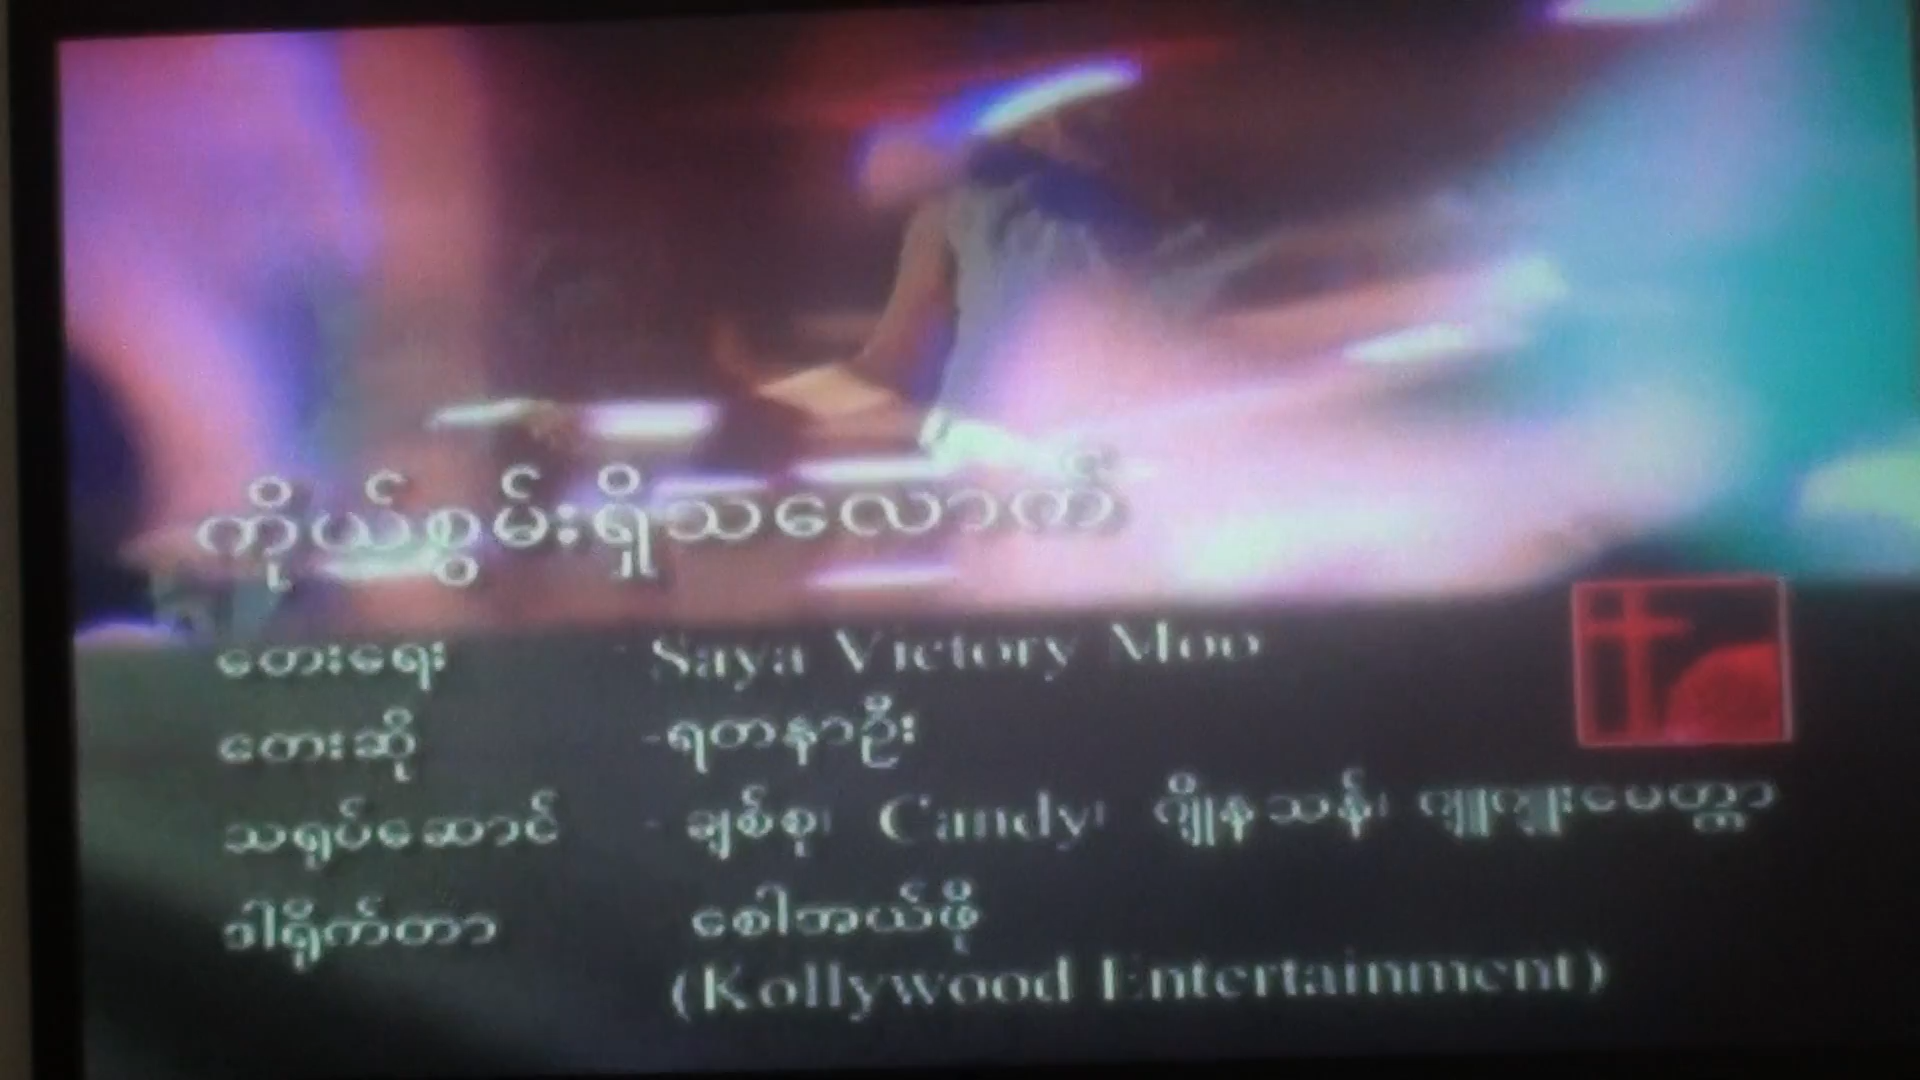 ကိုယ်စွမ်းရှိသလောက်
တေးရေး - Saya Victory Moo
တေးဆို -ရတနာဦး
သရုပ်ဆောင် - ချစ်စု၊ Candy၊ ဂျိုနသန်၊ ဂျူဂျူးမေတ္တာ
ဒါရိုက်တာ စေါအယ်ဖို
(Kollywood Entertainment)